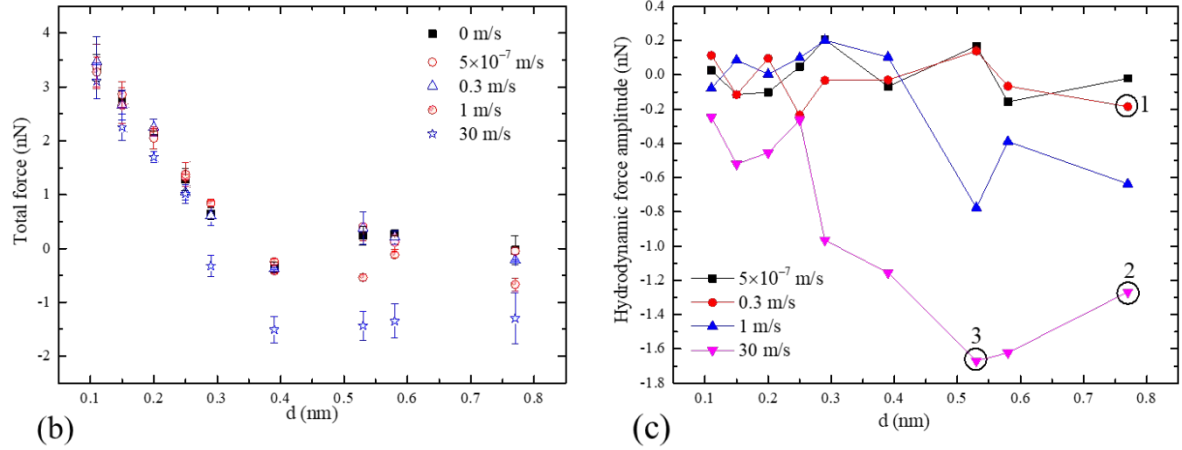 4
3
2
1
0
-1
-2
Total force (nN)
0 m/s
5×10⁻⁷ m/s
0.3 m/s
1 m/s
30 m/s
0.1 0.2 0.3 0.4 0.5 0.6 0.7 0.8
d (nm)
(b)
0.4
0.2
0.0
-0.2
-0.4
-0.6
-0.8
-1.0
-1.2
-1.4
-1.6
-1.8
Hydrodynamic force amplitude (nN)
1
2
3
5×10⁻⁷ m/s
0.3 m/s
1 m/s
30 m/s
0.1 0.2 0.3 0.4 0.5 0.6 0.7 0.8
d (nm)
(c)